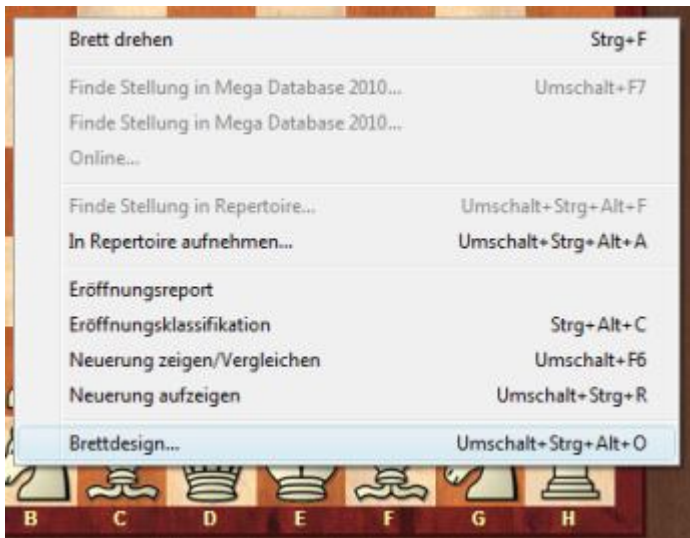 Brett drehen Strg+F
Finde Stellung in Mega Database 2010... Umschalt+F7
Finde Stellung in Mega Database 2010...
Online...
Finde Stellung in Repertoire... Umschalt+Strg+Alt+F
In Repertoire aufnehmen... Umschalt+Strg+Alt+A
Eröffnungsreport
Eröffnungsklassifikation Strg+Alt+C
Neuerung zeigen/Vergleichen Umschalt+F6
Neuerung aufzeigen Umschalt+Strg+R
Brettdesign... Umschalt+Strg+Alt+O
B C D E F G H